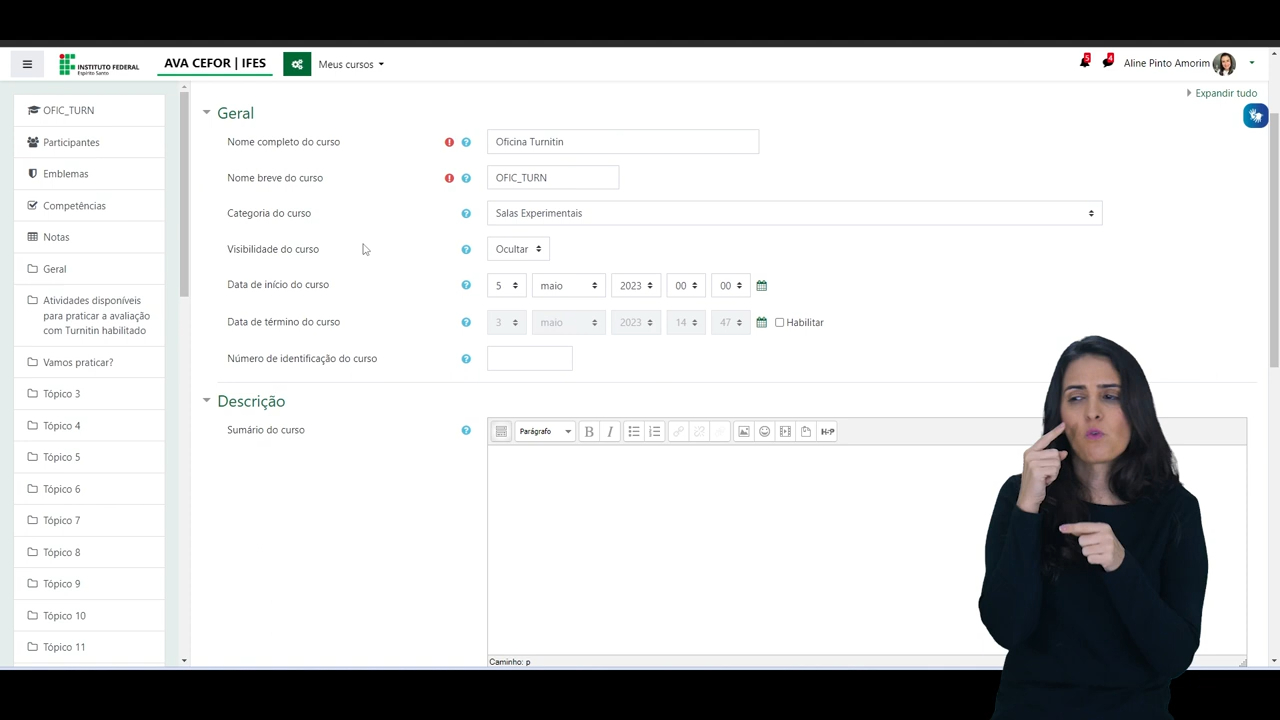 INSTITUTO FEDERAL
Espírito Santo
AVA CEFOR | IFES
Meus cursos
5
4
Aline Pinto Amorim
Expandir tudo
OFIC_TURN
Participantes
Emblemas
Competências
Notas
Geral
Atividades disponíveis
para praticar a avaliação
com Turnitin habilitado
Vamos praticar?
Tópico 3
Tópico 4
Tópico 5
Tópico 6
Tópico 7
Tópico 8
Tópico 9
Tópico 10
Tópico 11
Geral
Nome completo do curso
Oficina Turnitin
Nome breve do curso
OFIC_TURN
Categoria do curso
Salas Experimentais
Visibilidade do curso
Ocultar
Data de início do curso
5 maio 2023 00 00
Data de término do curso
3 maio 2023 14 47 Habilitar
Número de identificação do curso
Descrição
Sumário do curso
Parágrafo B I H-P
Caminho: p